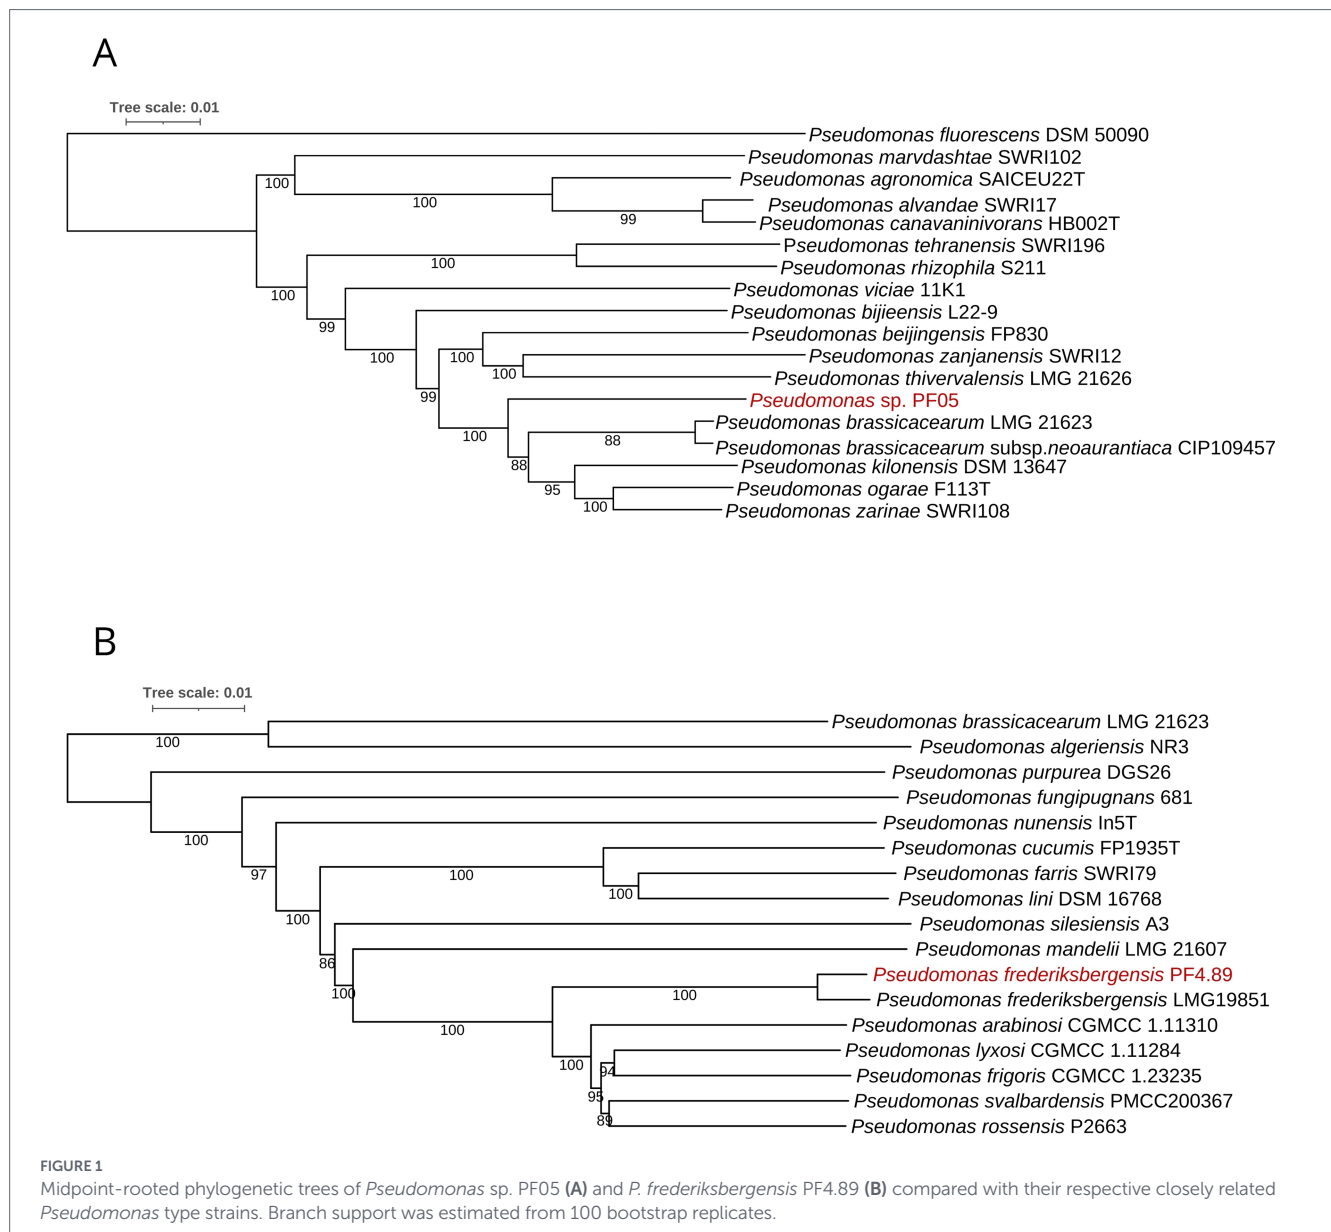 A
Tree scale: 0.01
Pseudomonas fluorescens DSM 50090
Pseudomonas marvdashtae SWRI102
100
Pseudomonas agronomica SAICEU22T
100
Pseudomonas alvandae SWRI17
99
Pseudomonas canavaninivorans HB002T
Pseudomonas tehranensis SWRI196
100
Pseudomonas rhizophila S211
100
Pseudomonas viciae 11K1
99
Pseudomonas bijieensis L22-9
100
Pseudomonas beijingensis FP830
100
Pseudomonas zanjanensis SWRI12
100
Pseudomonas thivervalensis LMG 21626
99
Pseudomonas sp. PF05
100
Pseudomonas brassicacearum LMG 21623
88
Pseudomonas brassicacearum subsp.neoaurantiaca CIP109457
88
Pseudomonas kilonensis DSM 13647
95
Pseudomonas ogarae F113T
100
Pseudomonas zarinae SWRI108
B
Tree scale: 0.01
Pseudomonas brassicacearum LMG 21623
100
Pseudomonas algeriensis NR3
Pseudomonas purpurea DGS26
100
Pseudomonas fungipugnans 681
97
Pseudomonas nunensis In5T
100
Pseudomonas cucumis FP1935T
100
Pseudomonas farris SWRI79
100
Pseudomonas lini DSM 16768
Pseudomonas silesiensis A3
86
Pseudomonas mandelii LMG 21607
100
Pseudomonas frederiksbergensis PF4.89
100
Pseudomonas frederiksbergensis LMG19851
100
Pseudomonas arabinosi CGMCC 1.11310
100
Pseudomonas lyxosi CGMCC 1.11284
94
Pseudomonas frigoris CGMCC 1.23235
95
Pseudomonas svalbardensis PMCC200367
89
Pseudomonas rossensis P2663
FIGURE 1
Midpoint-rooted phylogenetic trees of Pseudomonas sp. PF05 (A) and P. frederiksbergensis PF4.89 (B) compared with their respective closely related
Pseudomonas type strains. Branch support was estimated from 100 bootstrap replicates.